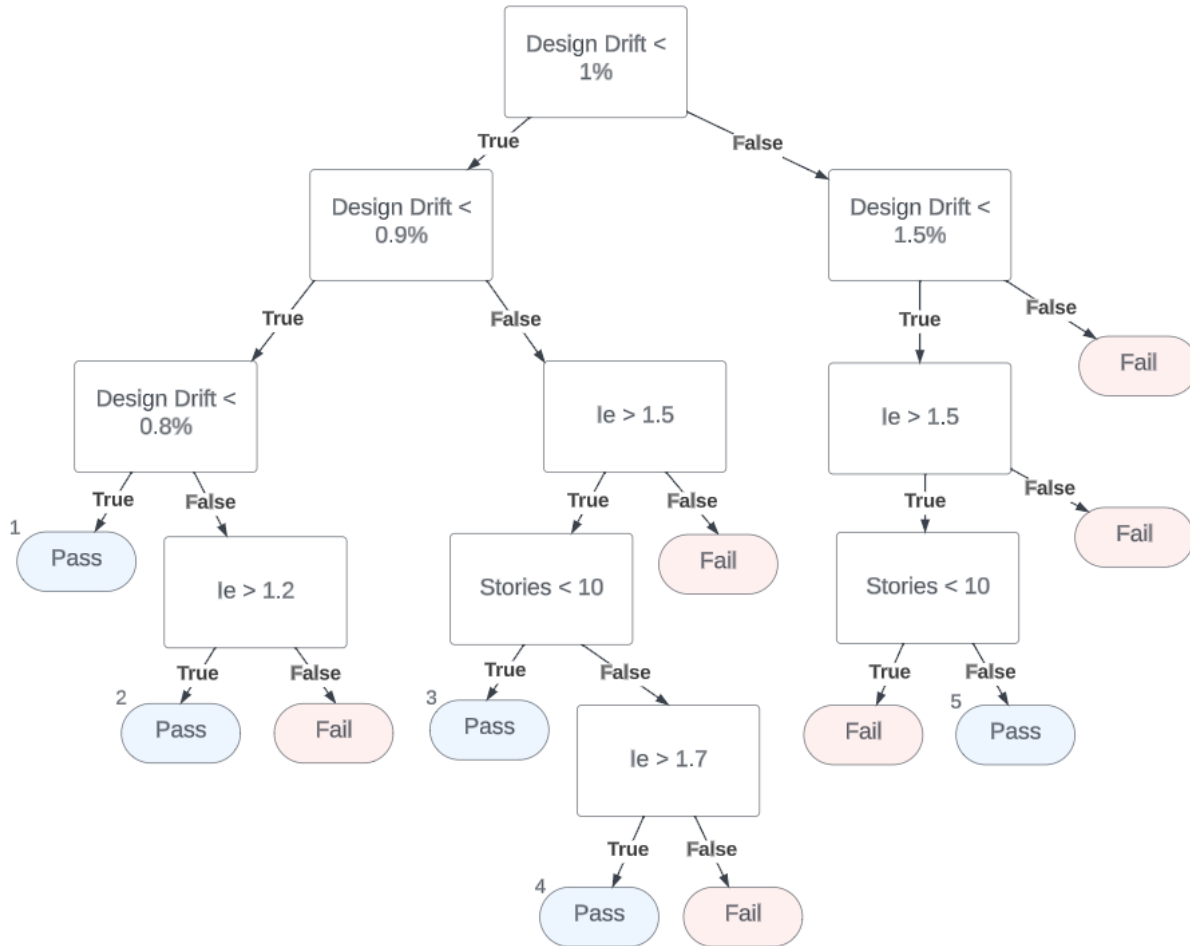 Design Drift <
1%
True
False
Design Drift <
0.9%
Design Drift <
1.5%
True
False
True
False
Fail
Design Drift <
0.8%
Ie > 1.5
Ie > 1.5
True
False
True
False
True
False
1
Pass
Ie > 1.2
Stories < 10
Fail
Stories < 10
Fail
True
False
True
False
True
False
2
Pass
Fail
3
Pass
Ie > 1.7
Fail
5
Pass
True
False
4
Pass
Fail